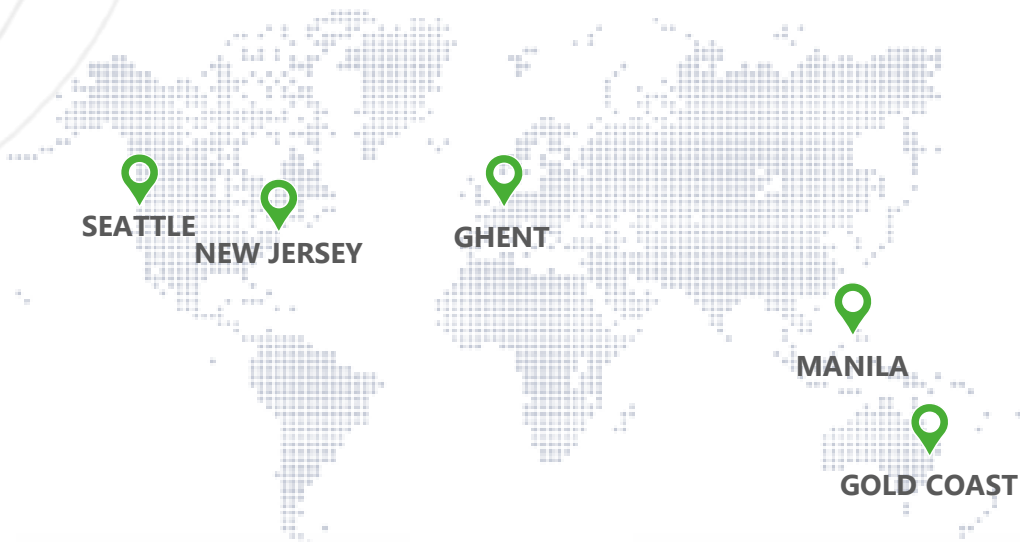 SEATTLE
NEW JERSEY
GHENT
MANILA
GOLD COAST